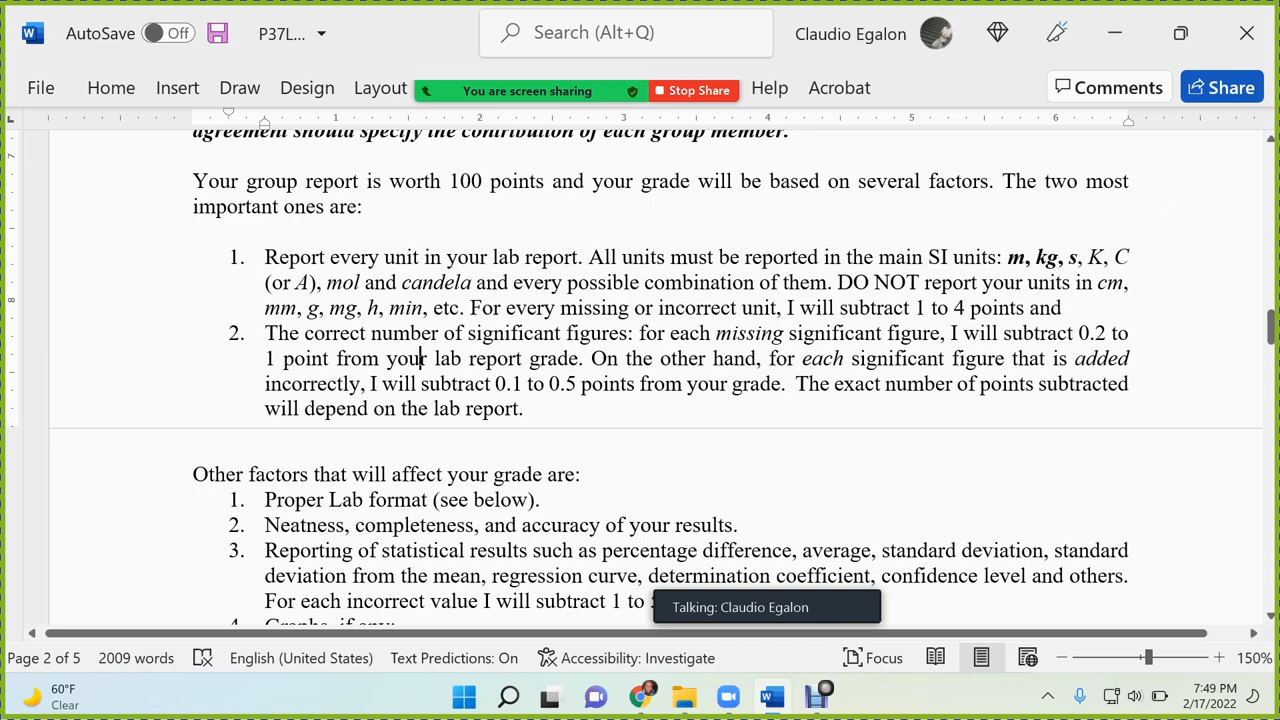 AutoSave Off P37L... Search (Alt+Q) Claudio Egalon
File Home Insert Draw Design Layout You are screen sharing Stop Share Help Acrobat Comments Share
1 2 3 4 5 6
7
8
agreement should specify the contribution of each group member.
Your group report is worth 100 points and your grade will be based on several factors. The two most
important ones are:
1. Report every unit in your lab report. All units must be reported in the main SI units: m, kg, s, K, C
(or A), mol and candela and every possible combination of them. DO NOT report your units in cm,
mm, g, mg, h, min, etc. For every missing or incorrect unit, I will subtract 1 to 4 points and
2. The correct number of significant figures: for each missing significant figure, I will subtract 0.2 to
1 point from your lab report grade. On the other hand, for each significant figure that is added
incorrectly, I will subtract 0.1 to 0.5 points from your grade. The exact number of points subtracted
will depend on the lab report.
Other factors that will affect your grade are:
1. Proper Lab format (see below).
2. Neatness, completeness, and accuracy of your results.
3. Reporting of statistical results such as percentage difference, average, standard deviation, standard
deviation from the mean, regression curve, determination coefficient, confidence level and others.
For each incorrect value I will subtract 1 to
Talking: Claudio Egalon
4. Graphs, if any:
Page 2 of 5 2009 words English (United States) Text Predictions: On Accessibility: Investigate Focus 150%
60°F
Clear
7:49 PM
2/17/2022